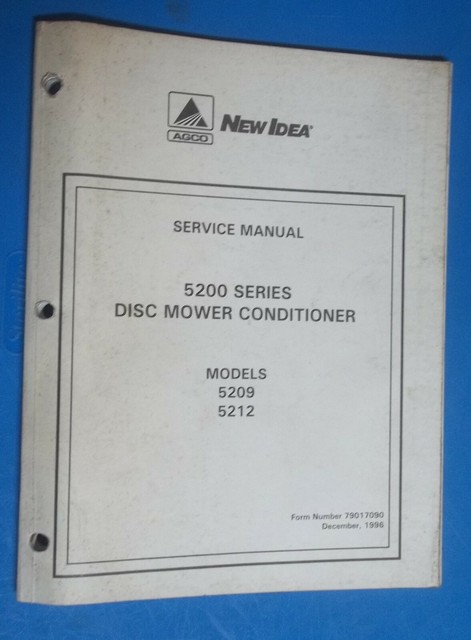 AGCO
NEW IDEA®
SERVICE MANUAL
5200 SERIES
DISC MOWER CONDITIONER
MODELS
5209
5212
Form Number 79017090
December, 1996